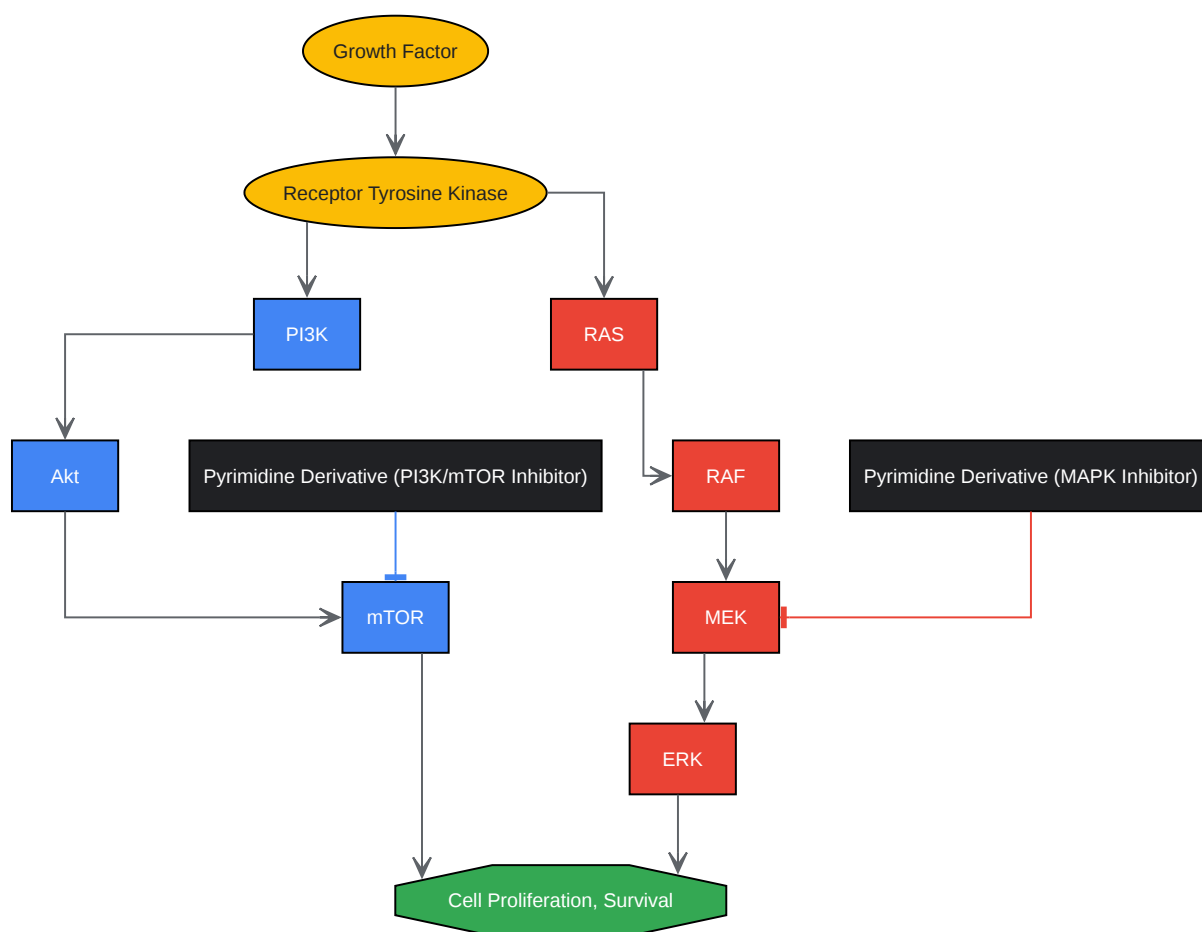 Growth Factor
Receptor Tyrosine Kinase
PI3K
RAS
Akt
Pyrimidine Derivative (PI3K/mTOR Inhibitor)
RAF
Pyrimidine Derivative (MAPK Inhibitor)
mTOR
MEK
ERK
Cell Proliferation, Survival